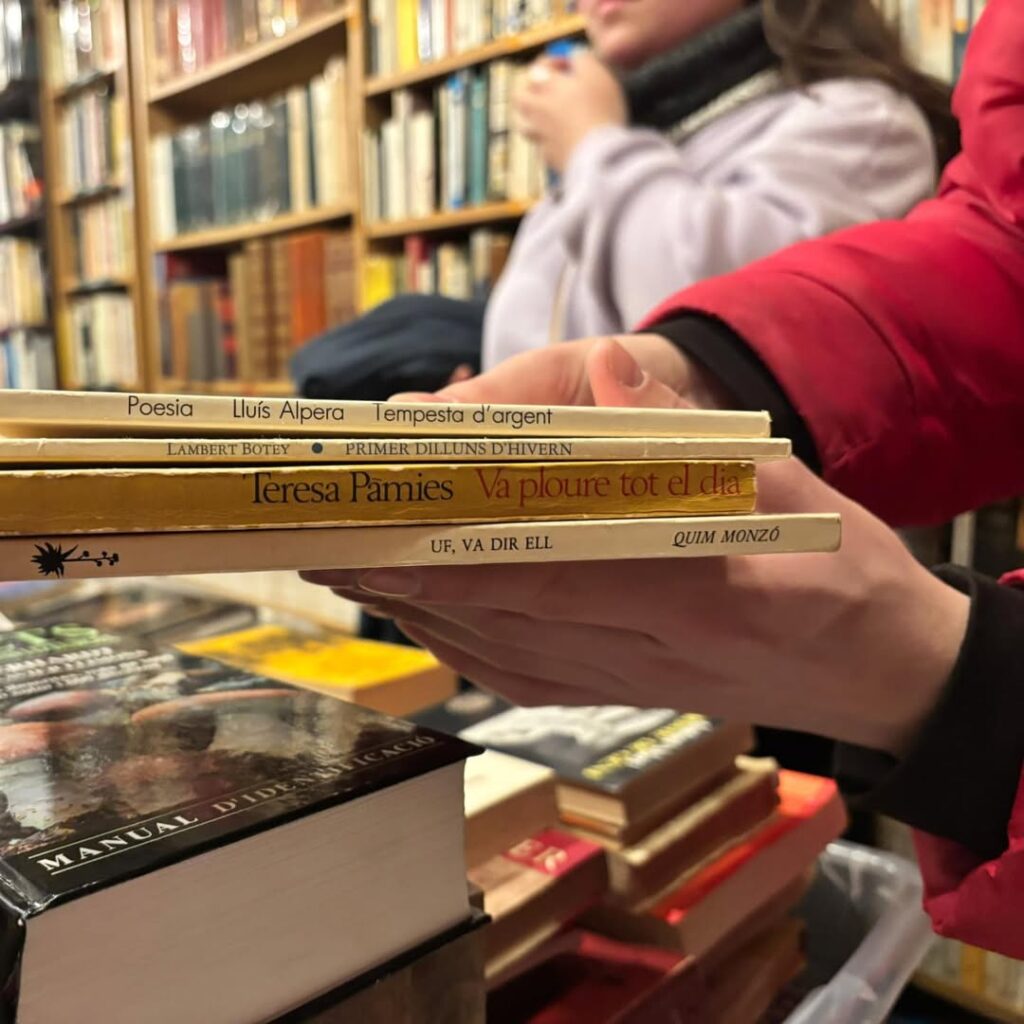 Poesia Lluís Alpera Tempesta d'argent
LAMBERT BOTEY • PRIMER DILLUNS D'HIVERN
Teresa Pāmies Va ploure tot el dia
UF, VA DIR ELL QUIM MONZÓ
MANUAL D'IDENTIFICACIÓ